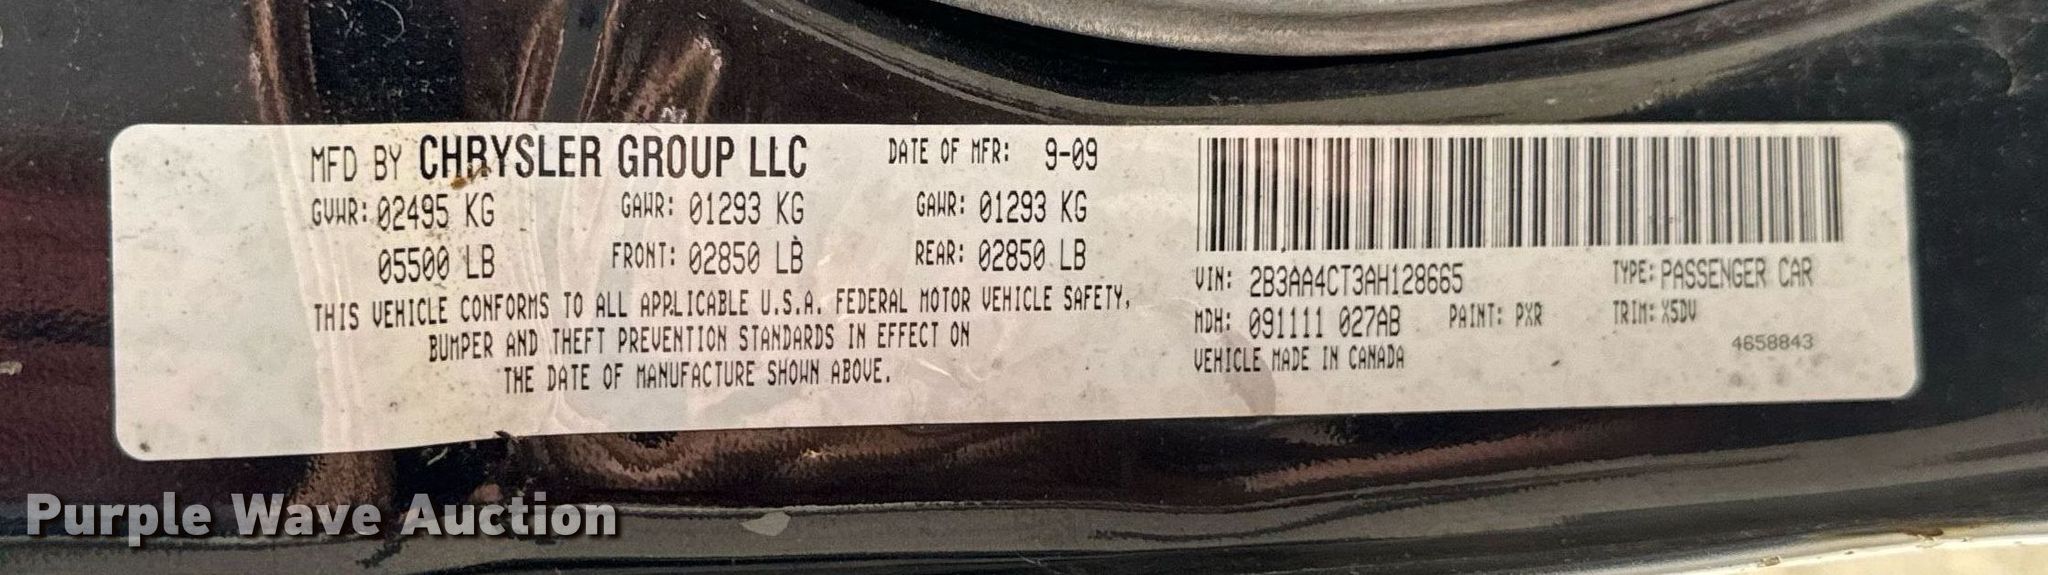 MFD BY CHRYSLER GROUP LLC DATE OF MFR: 9-09
GVWR: 02495 KG GAWR: 01293 KG GAWR: 01293 KG
05500 LB FRONT: 02850 LB REAR: 02850 LB
THIS VEHICLE CONFORMS TO ALL APPLICABLE U.S.A. FEDERAL MOTOR VEHICLE SAFETY,
BUMPER AND THEFT PREVENTION STANDARDS IN EFFECT ON
THE DATE OF MANUFACTURE SHOWN ABOVE.
VIN: 2B3AA4CT3AH128665 TYPE: PASSENGER CAR
MDH: 091111 027AB PAINT: PXR TRIM: X5DV
VEHICLE MADE IN CANADA 4658843
Purple Wave Auction